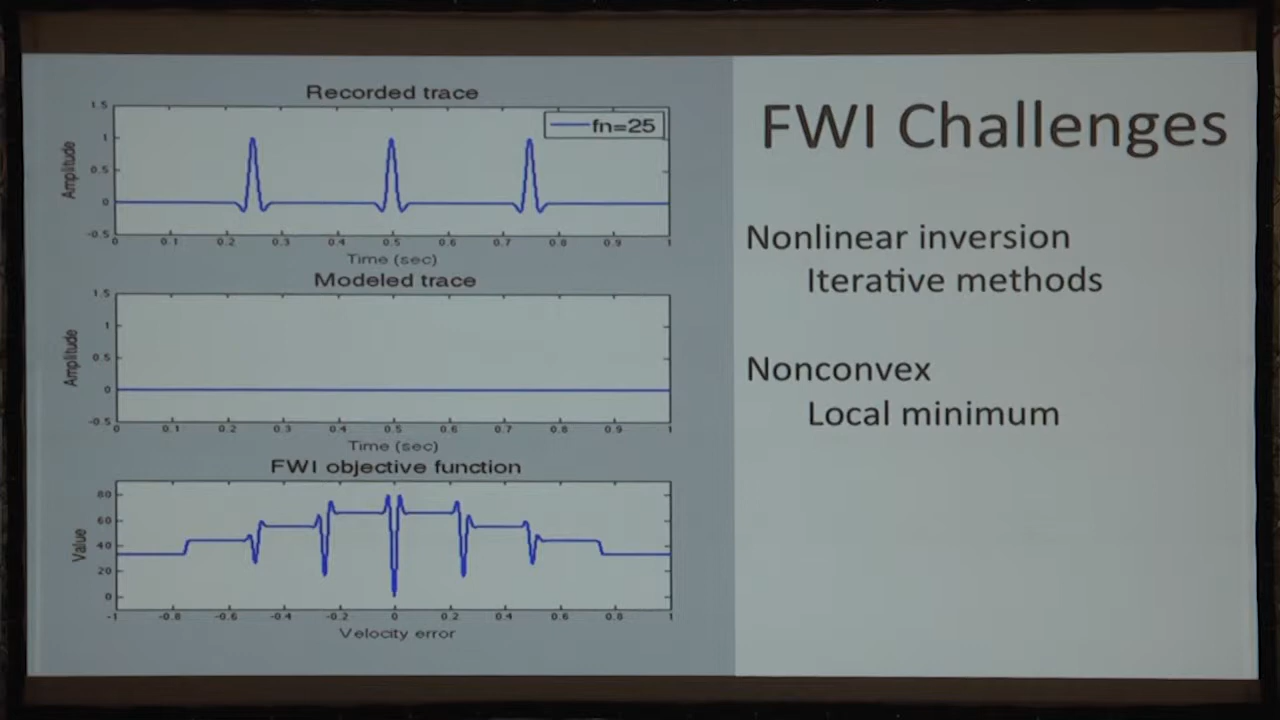 Recorded trace
1.5
1
0.5
0
-0.5
Amplitude
fn=25
0 0.1 0.2 0.3 0.4 0.5 0.6 0.7 0.8 0.9 1
Time (sec)
Modeled trace
1.5
1
0.5
0
-0.5
Amplitude
0 0.1 0.2 0.3 0.4 0.5 0.6 0.7 0.8 0.9 1
Time (sec)
FWI objective function
80
60
40
20
0
Value
-1 -0.8 -0.6 -0.4 -0.2 0 0.2 0.4 0.6 0.8 1
Velocity error
FWI Challenges
Nonlinear inversion
Iterative methods
Nonconvex
Local minimum